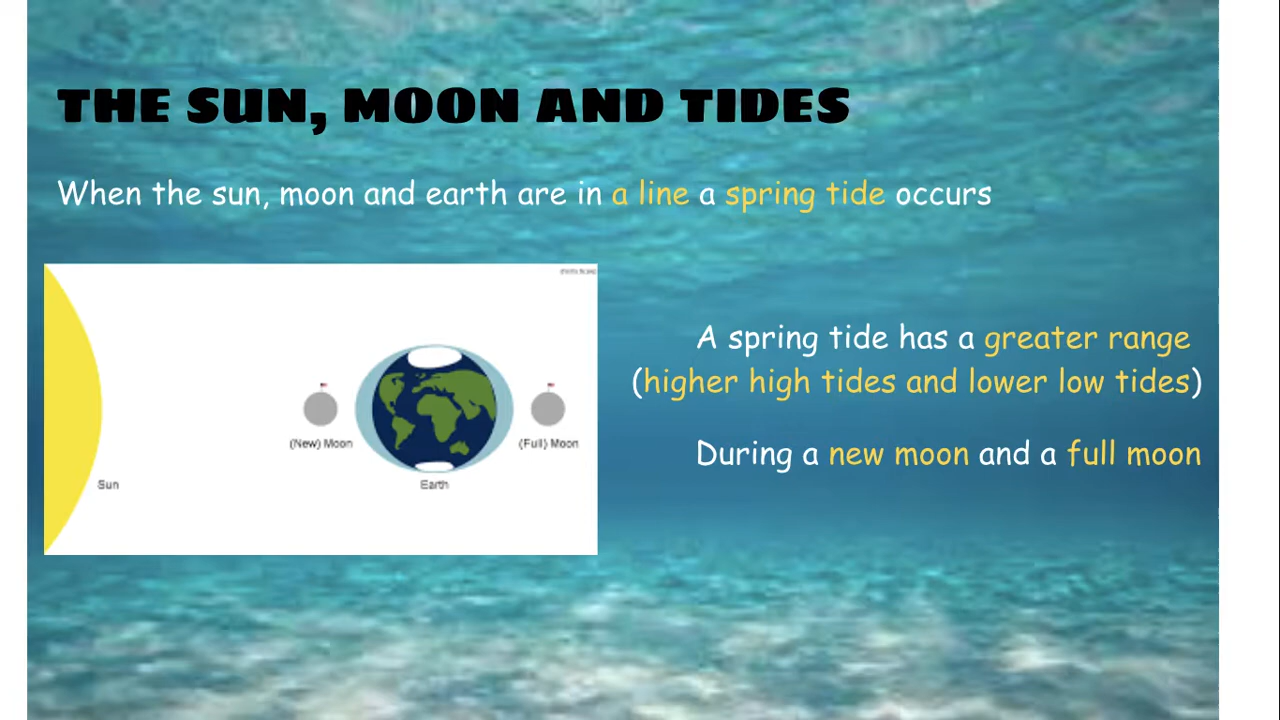 THE SUN, MOON AND TIDES
When the sun, moon and earth are in a line a spring tide occurs
A spring tide has a greater range
(higher high tides and lower low tides)
During a new moon and a full moon
(New) Moon
(Full) Moon
Sun
Earth